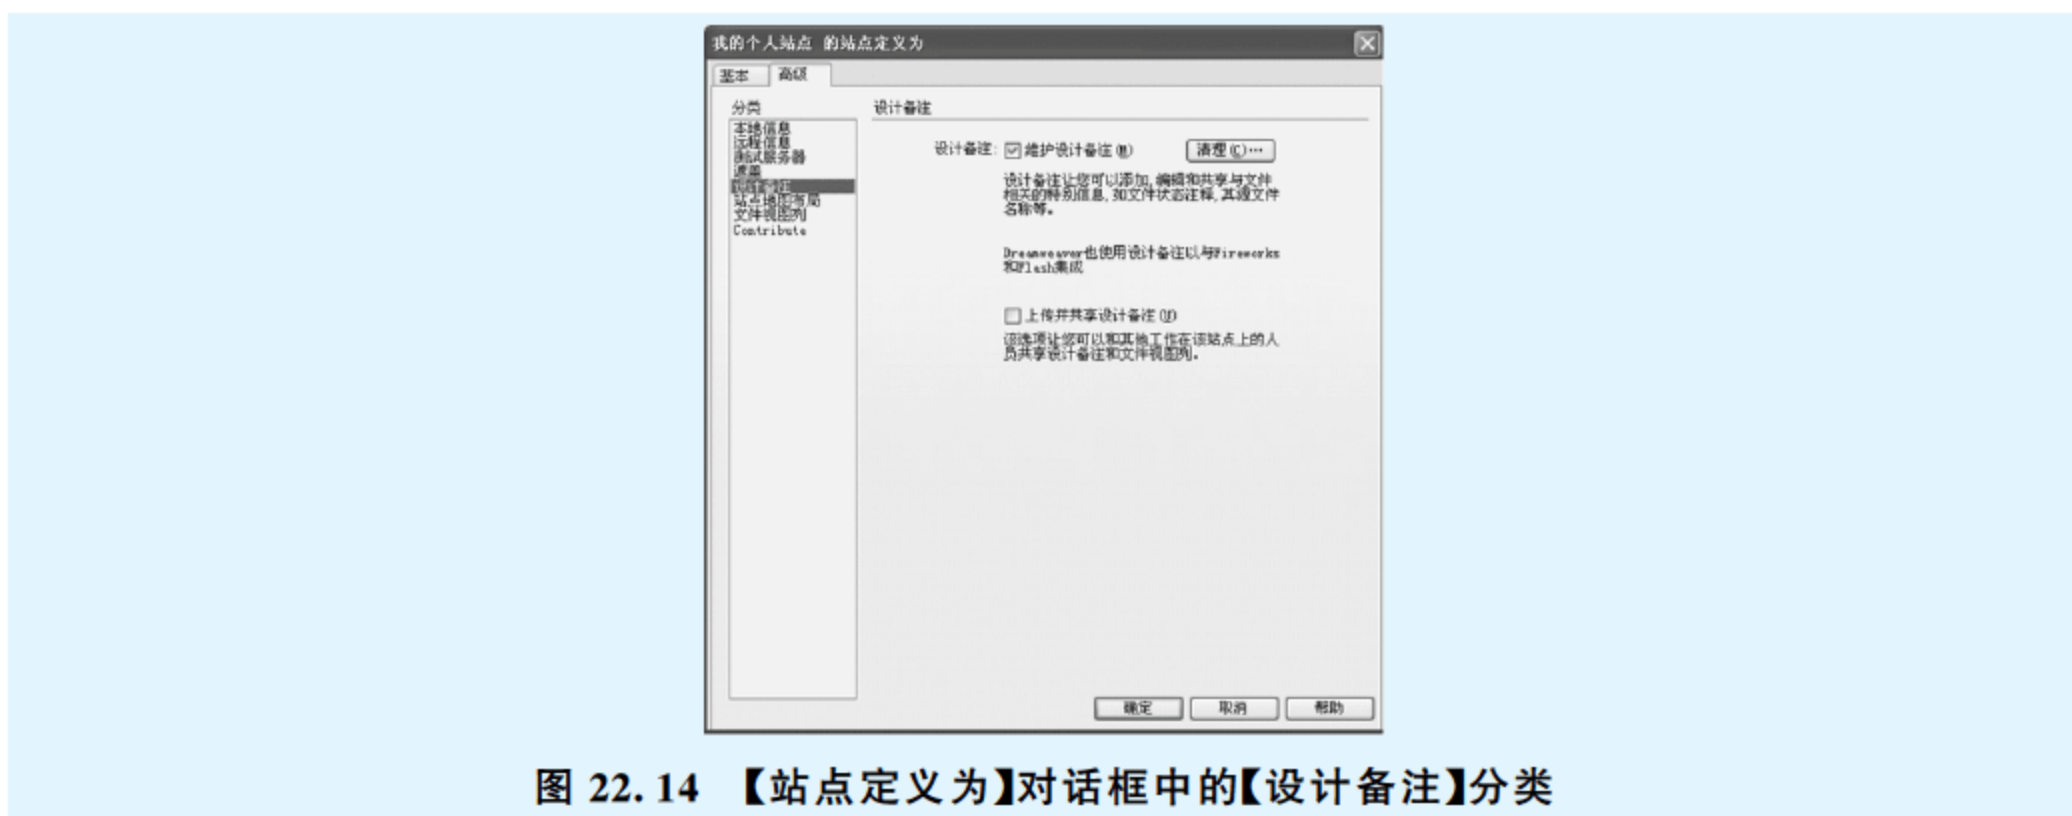 我的个人站点 的站点定义为
基本 高级
分类
本地信息
远程信息
测试服务器
遮盖
设计备注
站点地图布局
文件视图列
Contribute
设计备注
设计备注: 维护设计备注(M) 清理(C)…
设计备注让您可以添加,编辑和共享与文件
相关的特别信息,如文件状态注释,其源文件
名称等。
Dreamweaver也使用设计备注以与Fireworks
和Flash集成
上传并共享设计备注(U)
该选项让您可以和其他工作在该站点上的人
员共享设计备注和文件视图列。
确定 取消 帮助
图 22.14 【站点定义为】对话框中的【设计备注】分类